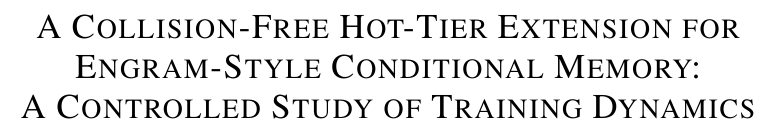 A Collision-Free Hot-Tier Extension for
Engram-Style Conditional Memory:
A Controlled Study of Training Dynamics